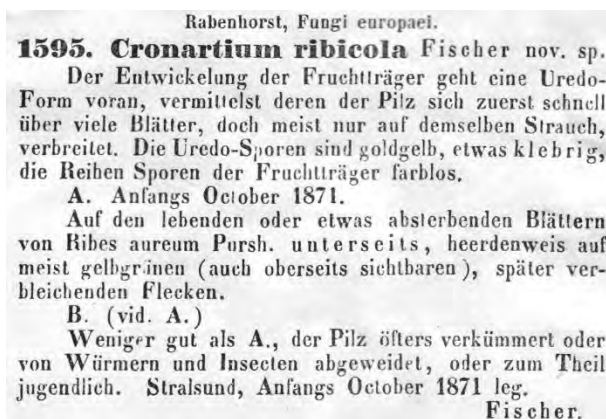 Rabenhorst, Fungi europaei.
1595. Cronartium ribicola Fischer nov. sp.
Der Entwickelung der Fruchtträger geht eine Uredo-
Form voran, vermittelst deren der Pilz sich zuerst schnell
über viele Blätter, doch meist nur auf demselben Strauch,
verbreitet. Die Uredo-Sporen sind goldgelb, etwas klebrig,
die Reihen Sporen der Fruchtträger farblos.
A. Anfangs October 1871.
Auf den lebenden oder etwas absterbenden Blättern
von Ribes aureum Pursh. unterseits, heerdenweis auf
meist gelbgrünen (auch oberseits sichtbaren), später ver-
bleichenden Flecken.
B. (vid. A.)
Weniger gut als A., der Pilz öfters verkümmert oder
von Würmern und Insecten abgeweidet, oder zum Theil
jugendlich. Stralsund, Anfangs October 1871 leg.
Fischer.